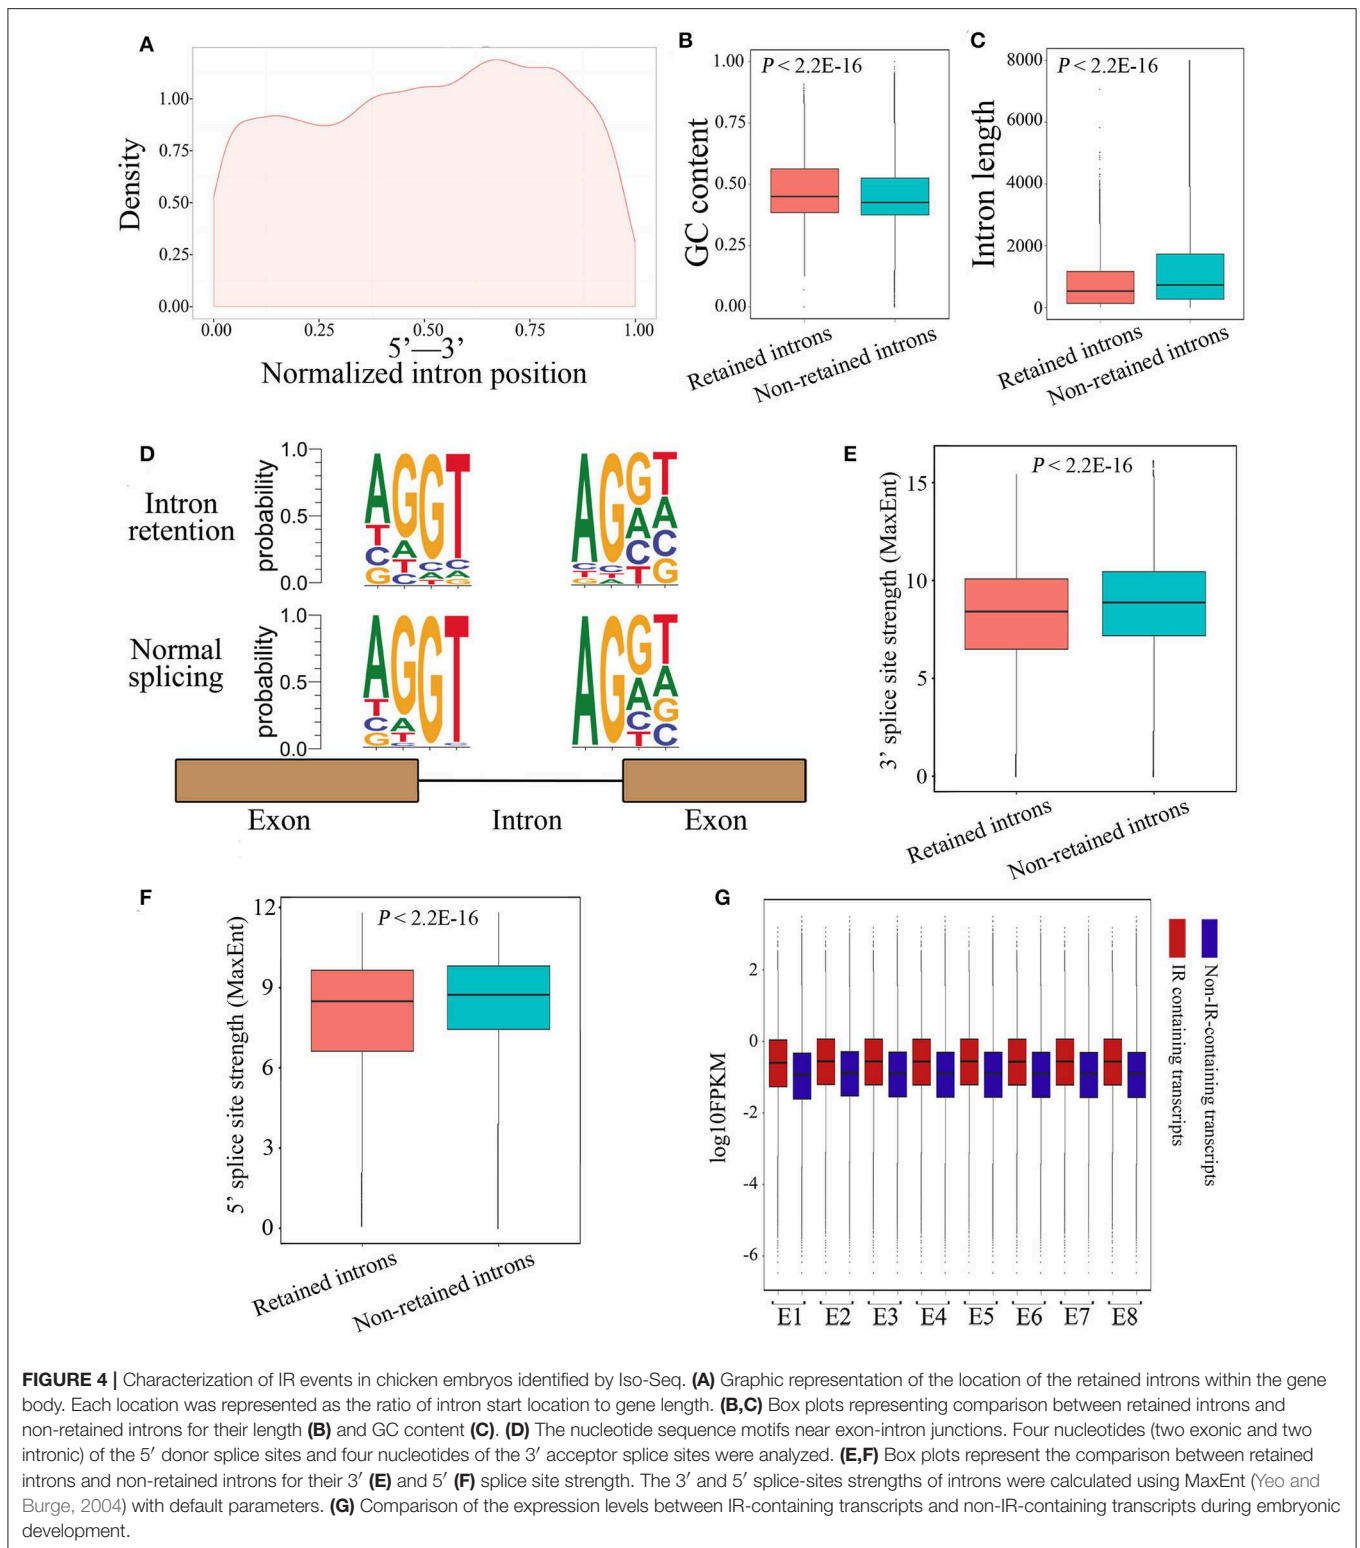 A
Density
1.00
0.75
0.50
0.25
0.00
0.00 0.25 0.50 0.75 1.00
5’—3’
Normalized intron position
B
P < 2.2E-16
GC content
1.00
0.75
0.50
0.25
0.00
Retained introns
Non-retained introns
C
P < 2.2E-16
Intron length
8000
6000
4000
2000
0
Retained introns
Non-retained introns
D
Intron
retention
probability
1.0
0.5
0.0
Normal
splicing
probability
1.0
0.5
0.0
Exon Intron Exon
E
P < 2.2E-16
3’ splice site strength (MaxEnt)
15
10
5
0
Retained introns
Non-retained introns
F
P < 2.2E-16
5’ splice site strength (MaxEnt)
12
9
6
3
0
Retained introns
Non-retained introns
G
log10FPKM
2
0
-2
-4
-6
E1 E2 E3 E4 E5 E6 E7 E8
IR containing transcripts
Non-IR-containing transcripts
FIGURE 4 | Characterization of IR events in chicken embryos identified by Iso-Seq. (A) Graphic representation of the location of the retained introns within the gene
body. Each location was represented as the ratio of intron start location to gene length. (B,C) Box plots representing comparison between retained introns and
non-retained introns for their length (B) and GC content (C). (D) The nucleotide sequence motifs near exon-intron junctions. Four nucleotides (two exonic and two
intronic) of the 5′ donor splice sites and four nucleotides of the 3′ acceptor splice sites were analyzed. (E,F) Box plots represent the comparison between retained
introns and non-retained introns for their 3′ (E) and 5′ (F) splice site strength. The 3′ and 5′ splice-sites strengths of introns were calculated using MaxEnt (Yeo and
Burge, 2004) with default parameters. (G) Comparison of the expression levels between IR-containing transcripts and non-IR-containing transcripts during embryonic
development.